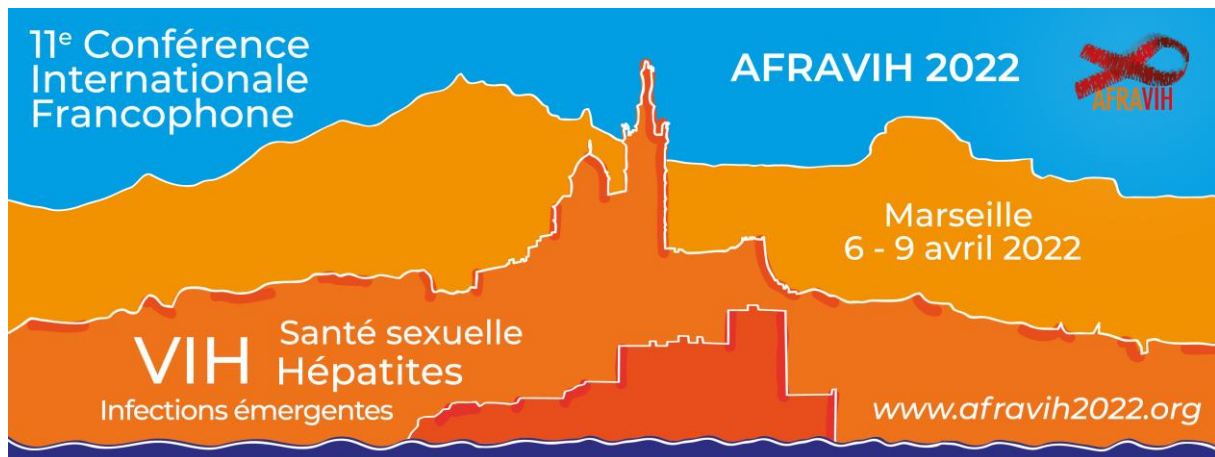 11e Conférence
Internationale
Francophone
AFRAVIH 2022
AFRAVIH
Marseille
6 - 9 avril 2022
VIH
Santé sexuelle
Hépatites
Infections émergentes
www.afravih2022.org